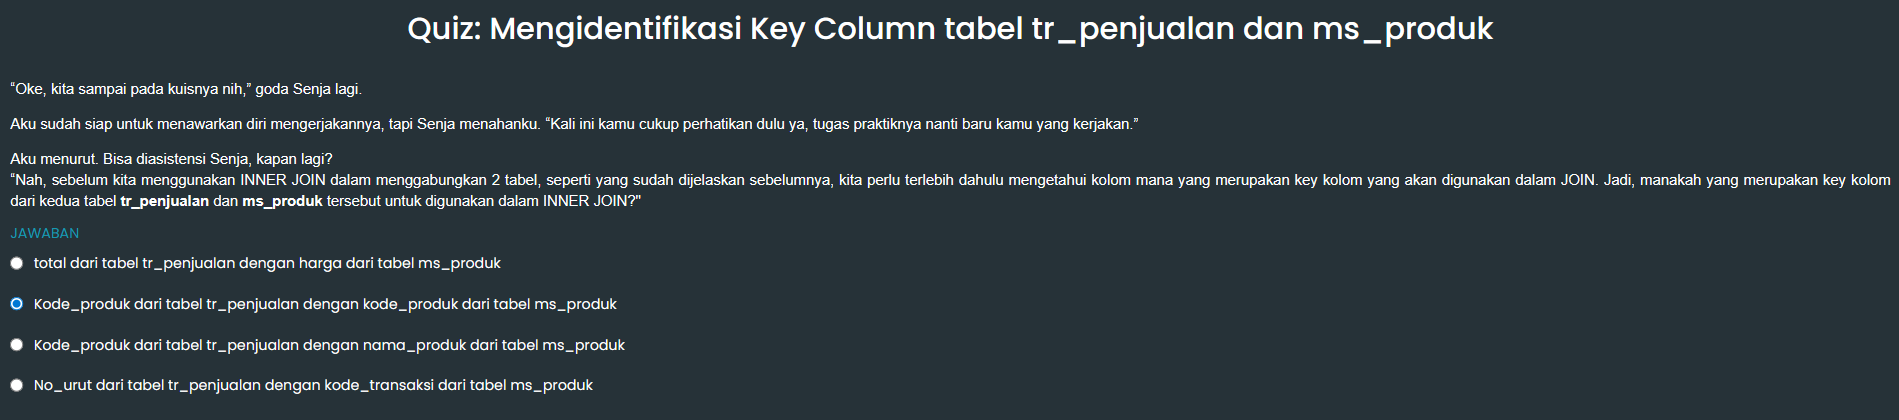 Quiz: Mengidentifikasi Key Column tabel tr_penjualan dan ms_produk
“Oke, kita sampai pada kuisnya nih,” goda Senja lagi.
Aku sudah siap untuk menawarkan diri mengerjakannya, tapi Senja menahanku. “Kali ini kamu cukup perhatikan dulu ya, tugas praktiknya nanti baru kamu yang kerjakan.”
Aku menurut. Bisa diasistensi Senja, kapan lagi?
“Nah, sebelum kita menggunakan INNER JOIN dalam menggabungkan 2 tabel, seperti yang sudah dijelaskan sebelumnya, kita perlu terlebih dahulu mengetahui kolom mana yang merupakan key kolom yang akan digunakan dalam JOIN. Jadi, manakah yang merupakan key kolom
dari kedua tabel tr_penjualan dan ms_produk tersebut untuk digunakan dalam INNER JOIN?"
JAWABAN
total dari tabel tr_penjualan dengan harga dari tabel ms_produk
Kode_produk dari tabel tr_penjualan dengan kode_produk dari tabel ms_produk
Kode_produk dari tabel tr_penjualan dengan nama_produk dari tabel ms_produk
No_urut dari tabel tr_penjualan dengan kode_transaksi dari tabel ms_produk